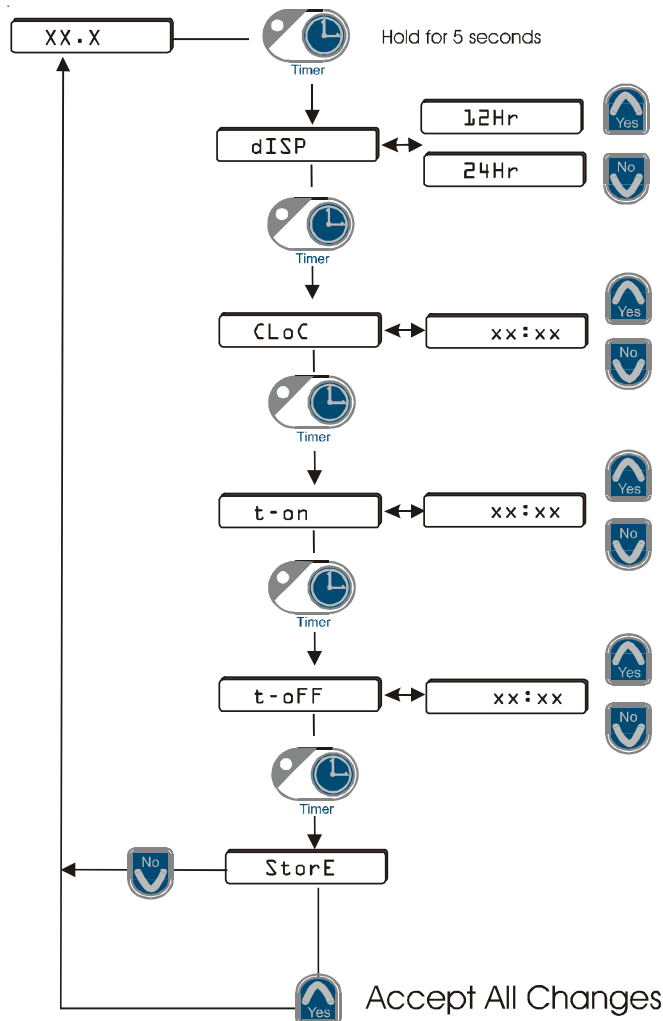 XX.X
Hold for 5 seconds
Timer
12Hr
Yes
dISP
24Hr
No
Timer
Yes
CLoC
xx:xx
No
Timer
Yes
t-on
xx:xx
No
Timer
Yes
t-oFF
xx:xx
No
Timer
StorE
No
Yes
Accept All Changes